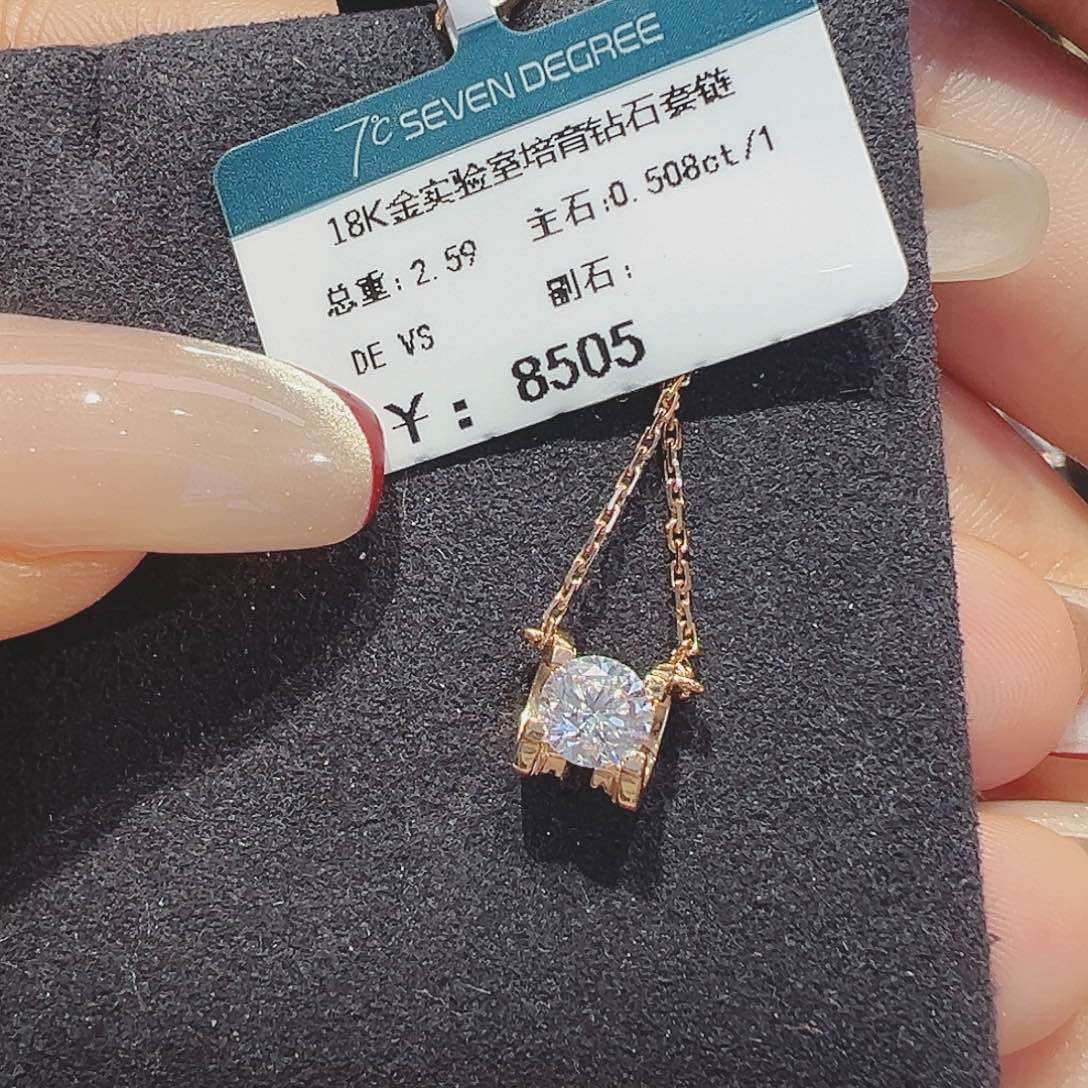 7℃ SEVEN DEGREE
18K金实验室培育钻石套链
总重:2.59 主石:0.508ct/1
DE VS 副石:
¥: 8505